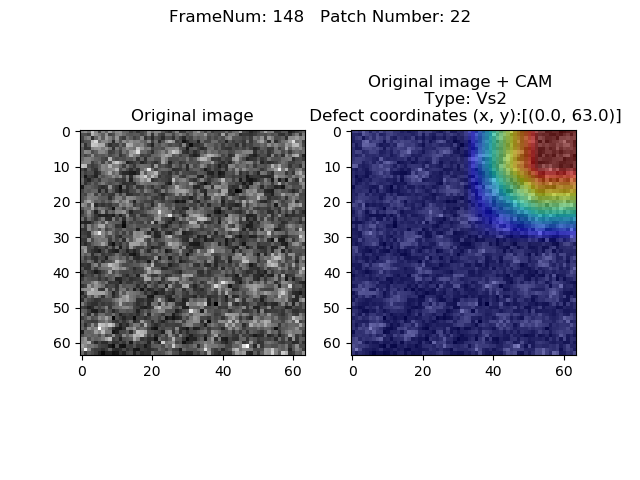 FrameNum: 148   Patch Number: 22
Original image
Original image + CAM
Type: Vs2
Defect coordinates (x, y):[(0.0, 63.0)]
0
10
20
30
40
50
60
0 20 40 60
0
10
20
30
40
50
60
0 20 40 60